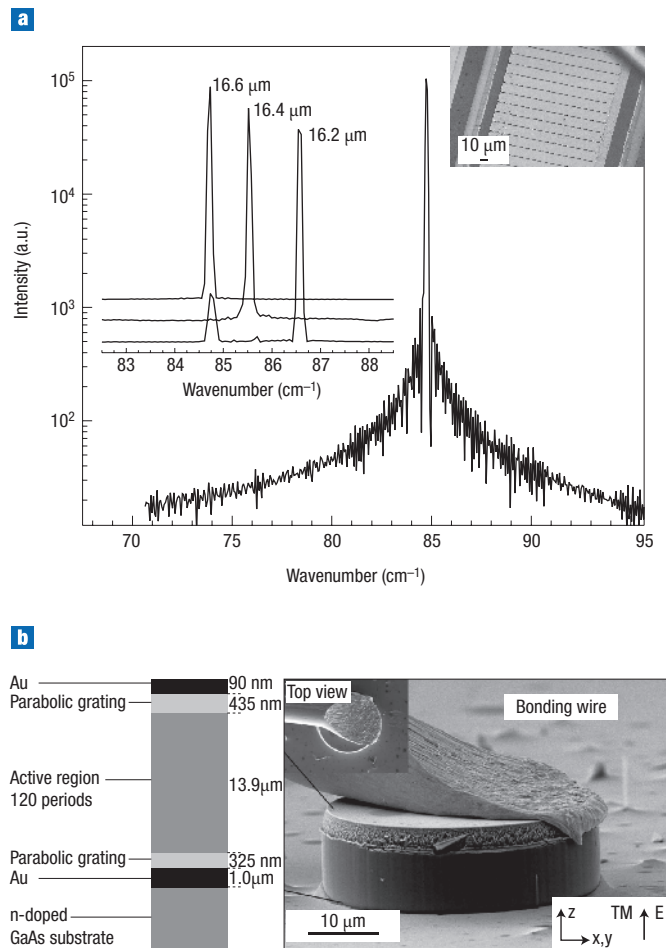 a
10⁵
10⁴
10³
10²
Intensity (a.u.)
16.6 μm
16.4 μm
16.2 μm
83 84 85 86 87 88
Wavenumber (cm⁻¹)
10 μm
70 75 80 85 90 95
Wavenumber (cm⁻¹)
b
Au 90 nm
Parabolic grating 435 nm
Active region
120 periods
13.9μm
Parabolic grating 325 nm
Au 1.0μm
n-doped
GaAs substrate
Top view
Bonding wire
10 μm
z
x,y
TM E